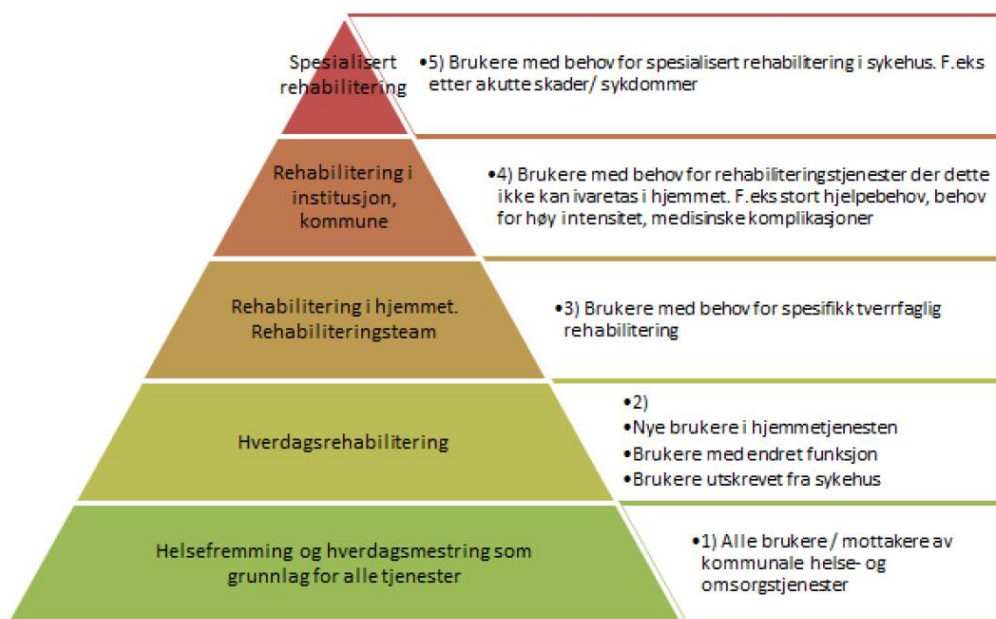 Spesialisert
rehabilitering
•5) Brukere med behov for spesialisert rehabilitering i sykehus. F.eks
etter akutte skader/ sykdommer
Rehabilitering i
institusjon,
kommune
•4) Brukere med behov for rehabiliteringstjenester der dette
ikke kan ivaretas i hjemmet. F.eks stort hjelpebehov, behov
for høy intensitet, medisinske komplikasjoner
Rehabilitering i hjemmet.
Rehabiliteringsteam
•3) Brukere med behov for spesifikk tverrfaglig
rehabilitering
Hverdagsrehabilitering
•2)
•Nye brukere i hjemmetjenesten
•Brukere med endret funksjon
•Brukere utskrevet fra sykehus
Helsefremming og hverdagsmestring som
grunnlag for alle tjenester
•1) Alle brukere / mottakere av
kommunale helse- og
omsorgstjenester